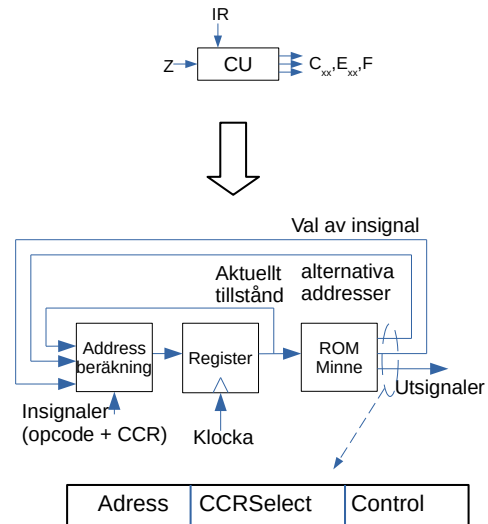 IR
Z
CU
Cxx,Exx,F
Val av insignal
Aktuellt
tillstånd
alternativa
addresser
Address
beräkning
Register
ROM
Minne
Utsignaler
Insignaler
(opcode + CCR)
Klocka
Adress
CCRSelect
Control